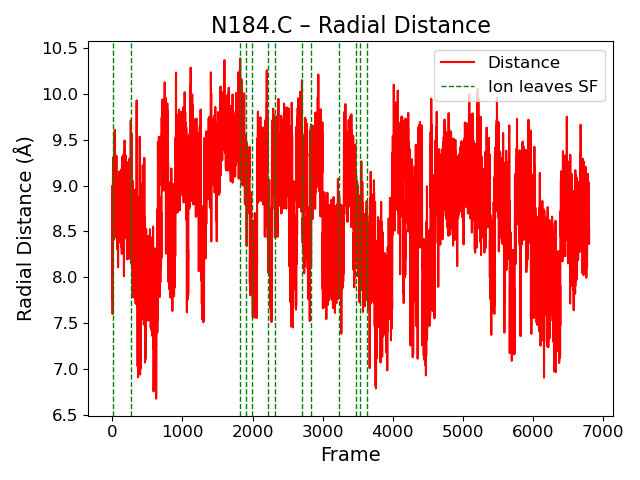 N184.C – Radial Distance
10.5
10.0
9.5
9.0
8.5
8.0
7.5
7.0
6.5
Radial Distance (Å)
Distance
Ion leaves SF
0 1000 2000 3000 4000 5000 6000 7000
Frame